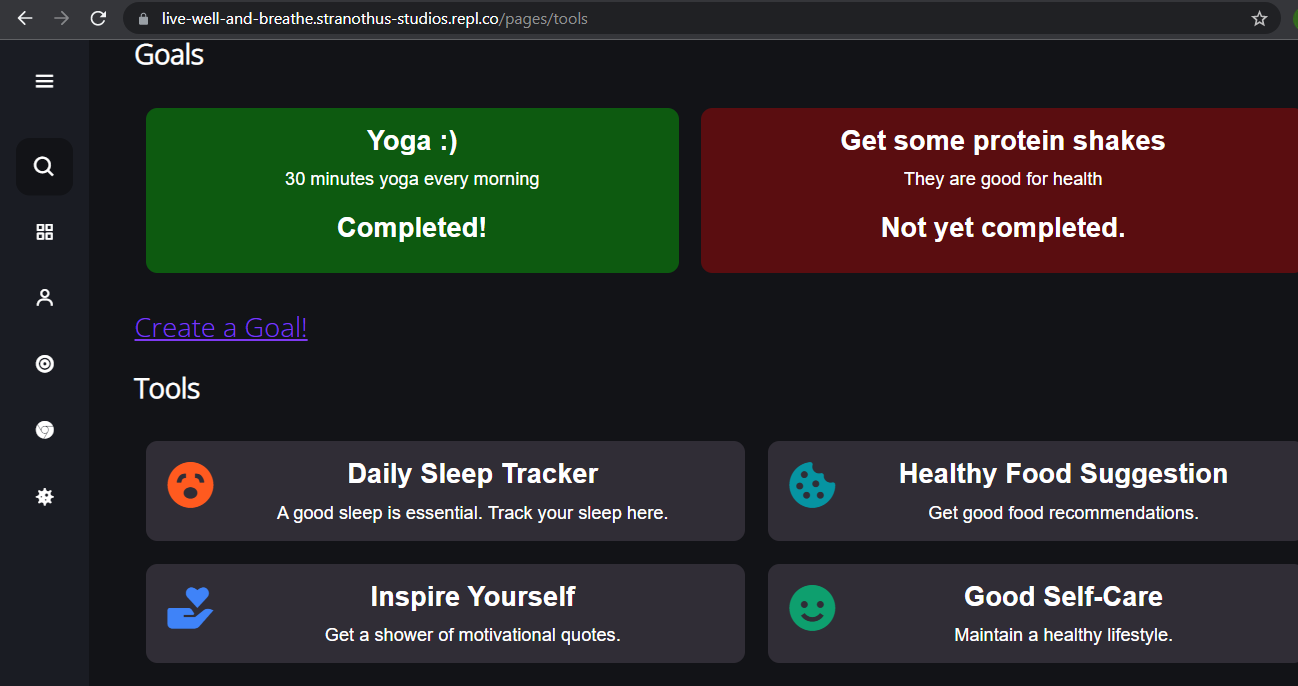 live-well-and-breathe.stranothus-studios.repl.co/pages/tools
Goals
Yoga :)
30 minutes yoga every morning
Completed!
Get some protein shakes
They are good for health
Not yet completed.
Create a Goal!
Tools
Daily Sleep Tracker
A good sleep is essential. Track your sleep here.
Healthy Food Suggestion
Get good food recommendations.
Inspire Yourself
Get a shower of motivational quotes.
Good Self-Care
Maintain a healthy lifestyle.